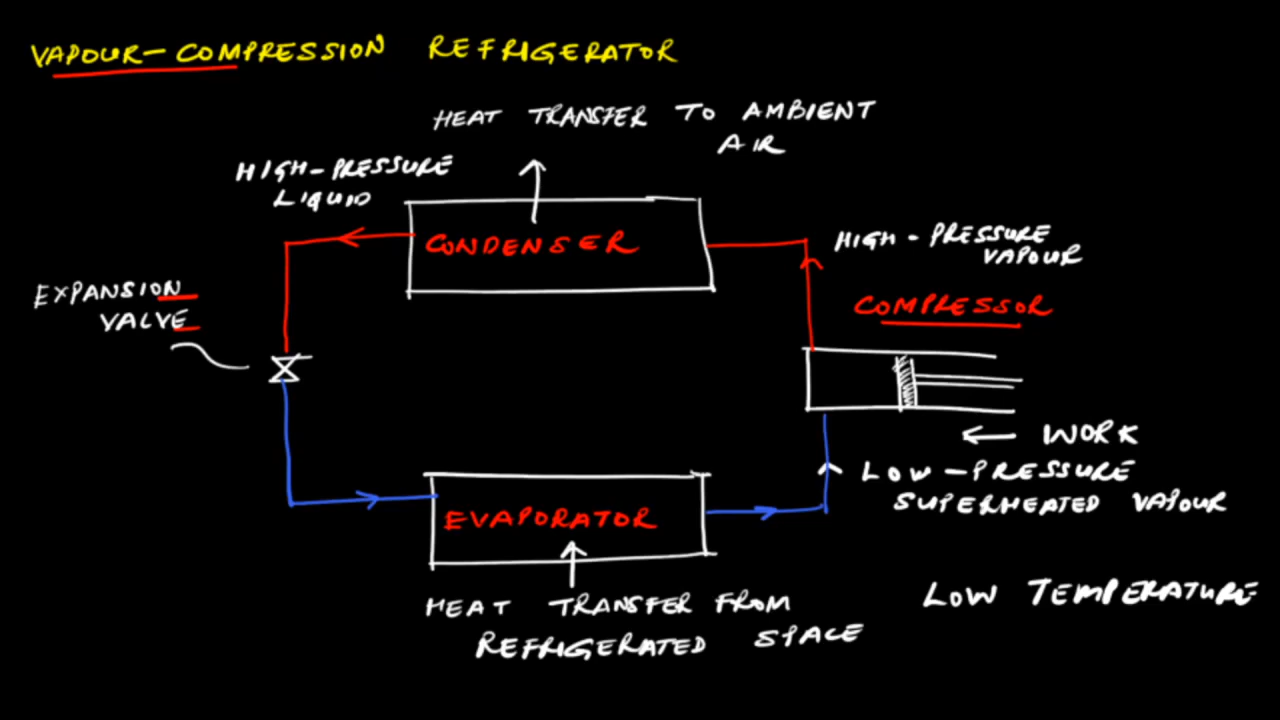 VAPOUR-COMPRESSION REFRIGERATOR
HEAT TRANSFER TO AMBIENT
AIR
HIGH-PRESSURE
LIQUID
CONDENSER
HIGH-PRESSURE
VAPOUR
EXPANSION
VALVE
COMPRESSOR
WORK
LOW-PRESSURE
SUPERHEATED VAPOUR
EVAPORATOR
HEAT TRANSFER FROM
REFRIGERATED SPACE
LOW TEMPERATURE